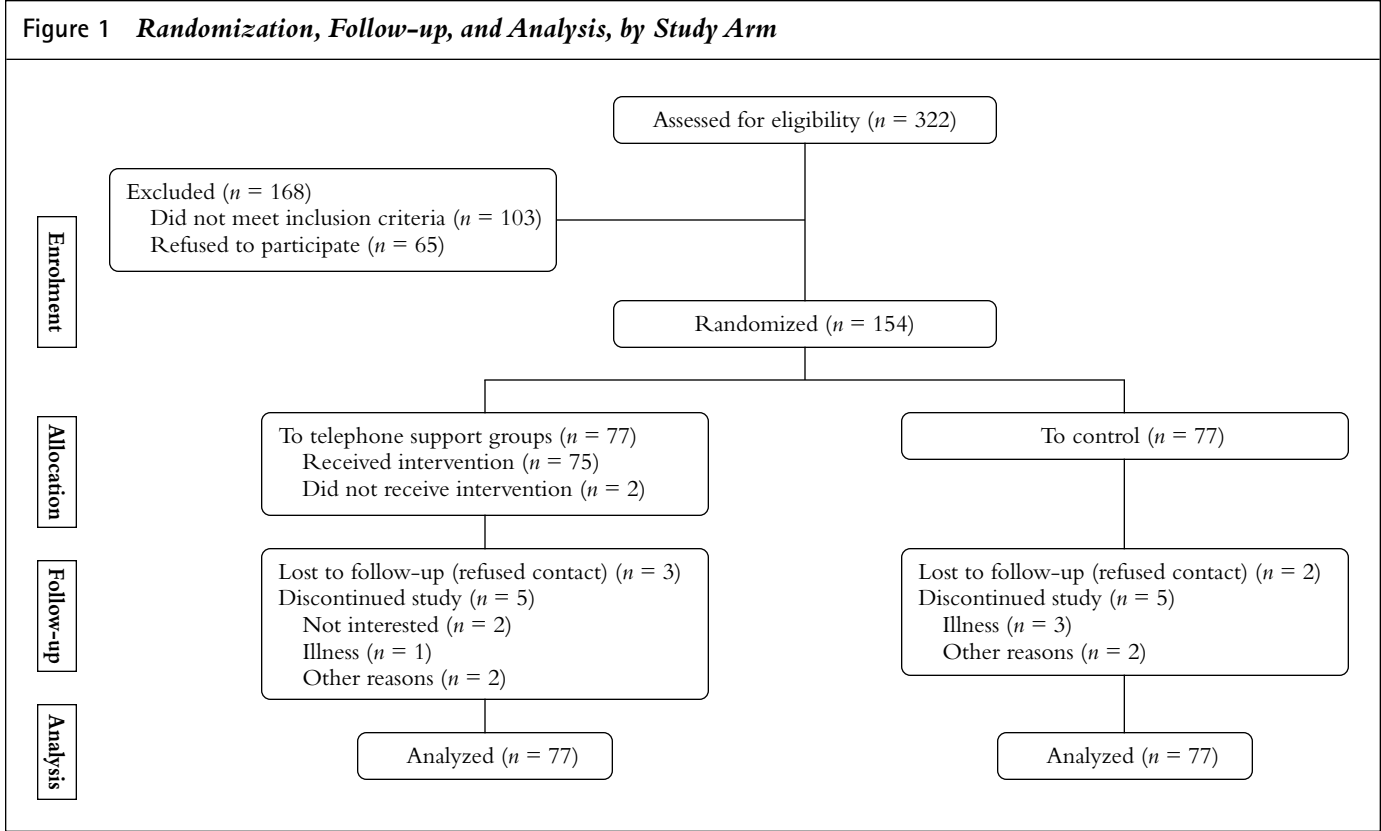 Figure 1 Randomization, Follow-up, and Analysis, by Study Arm
Assessed for eligibility (n = 322)
Excluded (n = 168)
Did not meet inclusion criteria (n = 103)
Refused to participate (n = 65)
Enrolment
Randomized (n = 154)
Allocation
To telephone support groups (n = 77)
Received intervention (n = 75)
Did not receive intervention (n = 2)
To control (n = 77)
Follow-up
Lost to follow-up (refused contact) (n = 3)
Discontinued study (n = 5)
Not interested (n = 2)
Illness (n = 1)
Other reasons (n = 2)
Lost to follow-up (refused contact) (n = 2)
Discontinued study (n = 5)
Illness (n = 3)
Other reasons (n = 2)
Analysis
Analyzed (n = 77)
Analyzed (n = 77)